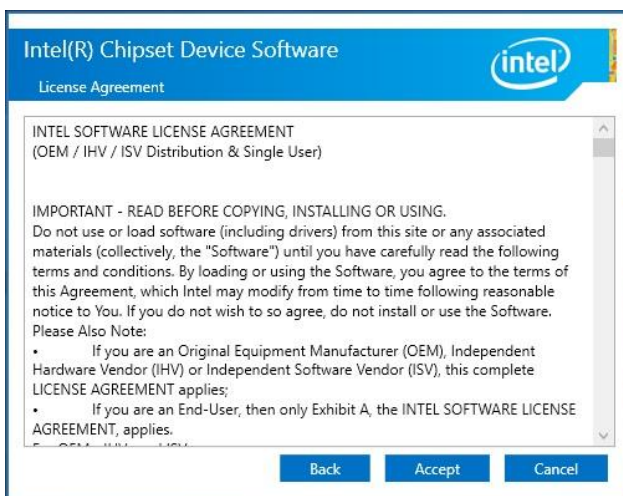 Intel(R) Chipset Device Software
intel
License Agreement
INTEL SOFTWARE LICENSE AGREEMENT
(OEM / IHV / ISV Distribution & Single User)
IMPORTANT - READ BEFORE COPYING, INSTALLING OR USING.
Do not use or load software (including drivers) from this site or any associated
materials (collectively, the "Software") until you have carefully read the following
terms and conditions. By loading or using the Software, you agree to the terms of
this Agreement, which Intel may modify from time to time following reasonable
notice to You. If you do not wish to so agree, do not install or use the Software.
Please Also Note:
• If you are an Original Equipment Manufacturer (OEM), Independent
Hardware Vendor (IHV) or Independent Software Vendor (ISV), this complete
LICENSE AGREEMENT applies;
• If you are an End-User, then only Exhibit A, the INTEL SOFTWARE LICENSE
AGREEMENT, applies.
Back Accept Cancel